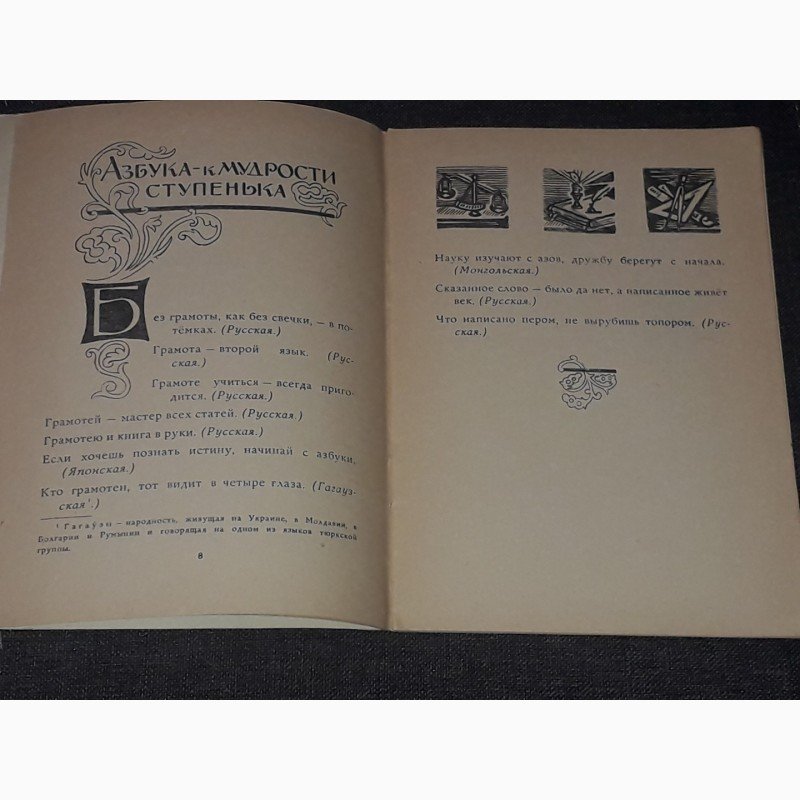 АЗБУКА – К МУДРОСТИ
СТУПЕНЬКА
Без грамоты, как без свечки, – в по-
тёмках. (Русская.)
Грамота – второй язык. (Рус-
ская.)
Грамоте учиться – всегда приго-
дится. (Русская.)
Грамотей – мастер всех статей. (Русская.)
Грамотею и книга в руки. (Русская.)
Если хочешь познать истину, начинай с азбуки.
(Японская.)
Кто грамотен, тот видит в четыре глаза. (Гагауз-
ская¹.)
¹ Гагау́зы – народность, живущая на Украине, в Молдавии, в
Болгарии и Румынии и говорящая на одном из языков тюркской
группы.
8
Науку изучают с азов, дружбу берегут с начала.
(Монгольская.)
Сказанное слово – было да нет, а написанное живёт
век. (Русская.)
Что написано пером, не вырубишь топором. (Рус-
ская.)